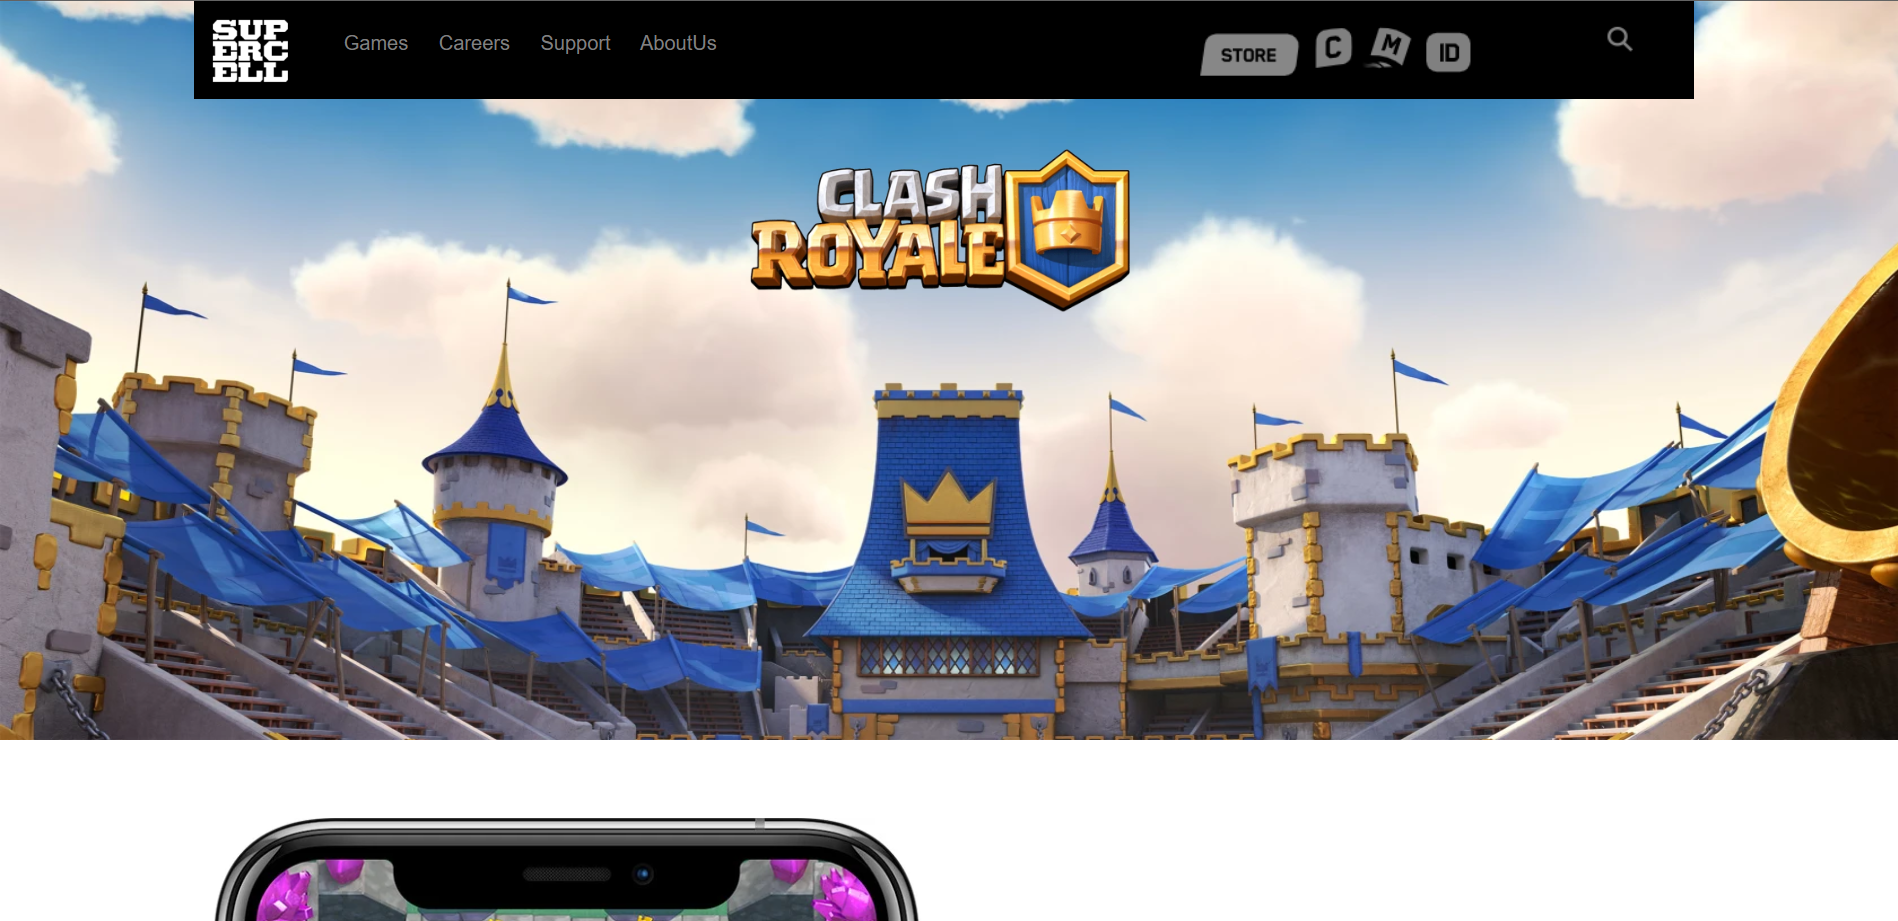 SUP
ERC
ELL
Games Careers Support AboutUs
STORE C M ID
CLASH
ROYALE